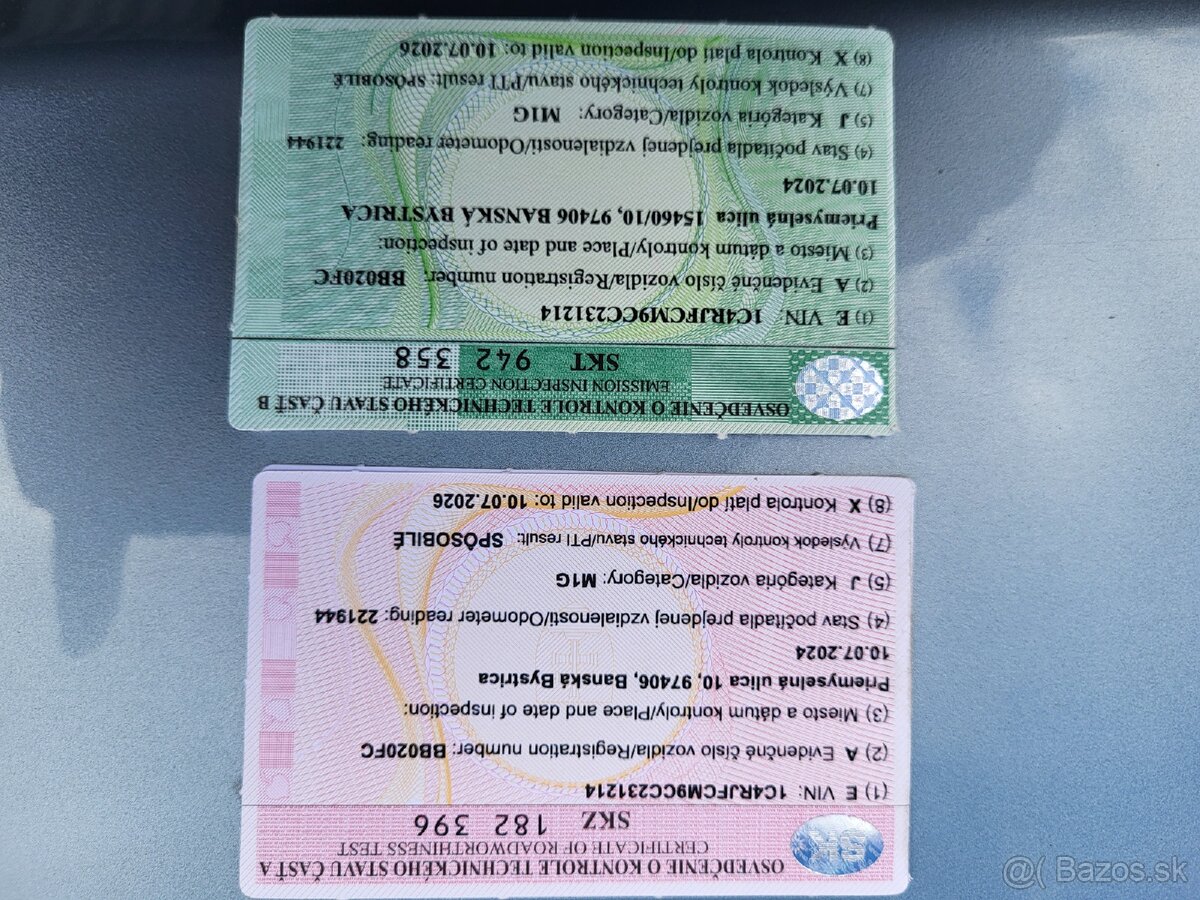 OSVEDČENIE O KONTROLE TECHNICKÉHO STAVU ČASŤ A
CERTIFICATE OF ROADWORTHINESS TEST
SK
SKZ 182 396
(1) E VIN: 1C4RJFCM9CC231214
(2) A Evidenčné číslo vozidla/Registration number: BB020FC
(3) Miesto a dátum kontroly/Place and date of inspection:
Priemyselná ulica, 10, 97406, Banská Bystrica
10.07.2024
(4) Stav počítadla prejdenej vzdialenosti/Odometer reading: 221944
(5) J Kategória vozidla/Category: M1G
(7) Výsledok kontroly technického stavu/PTI result: SPÔSOBILÉ
(8) X Kontrola platí do/Inspection valid to: 10.07.2026
OSVEDČENIE O KONTROLE TECHNICKÉHO STAVU ČASŤ B
EMISSION INSPECTION CERTIFICATE
SKT 942 358
(1) E VIN: 1C4RJFCM9CC231214
(2) A Evidenčné číslo vozidla/Registration number: BB020FC
(3) Miesto a dátum kontroly/Place and date of inspection:
Priemyselná ulica 15460/10, 97406 BANSKÁ BYSTRICA
10.07.2024
(4) Stav počítadla prejdenej vzdialenosti/Odometer reading: 221944
(5) J Kategória vozidla/Category: M1G
(7) Výsledok kontroly technického stavu/PTI result: SPÔSOBILÉ
(8) X Kontrola platí do/Inspection valid to: 10.07.2026
@( Bazos.sk